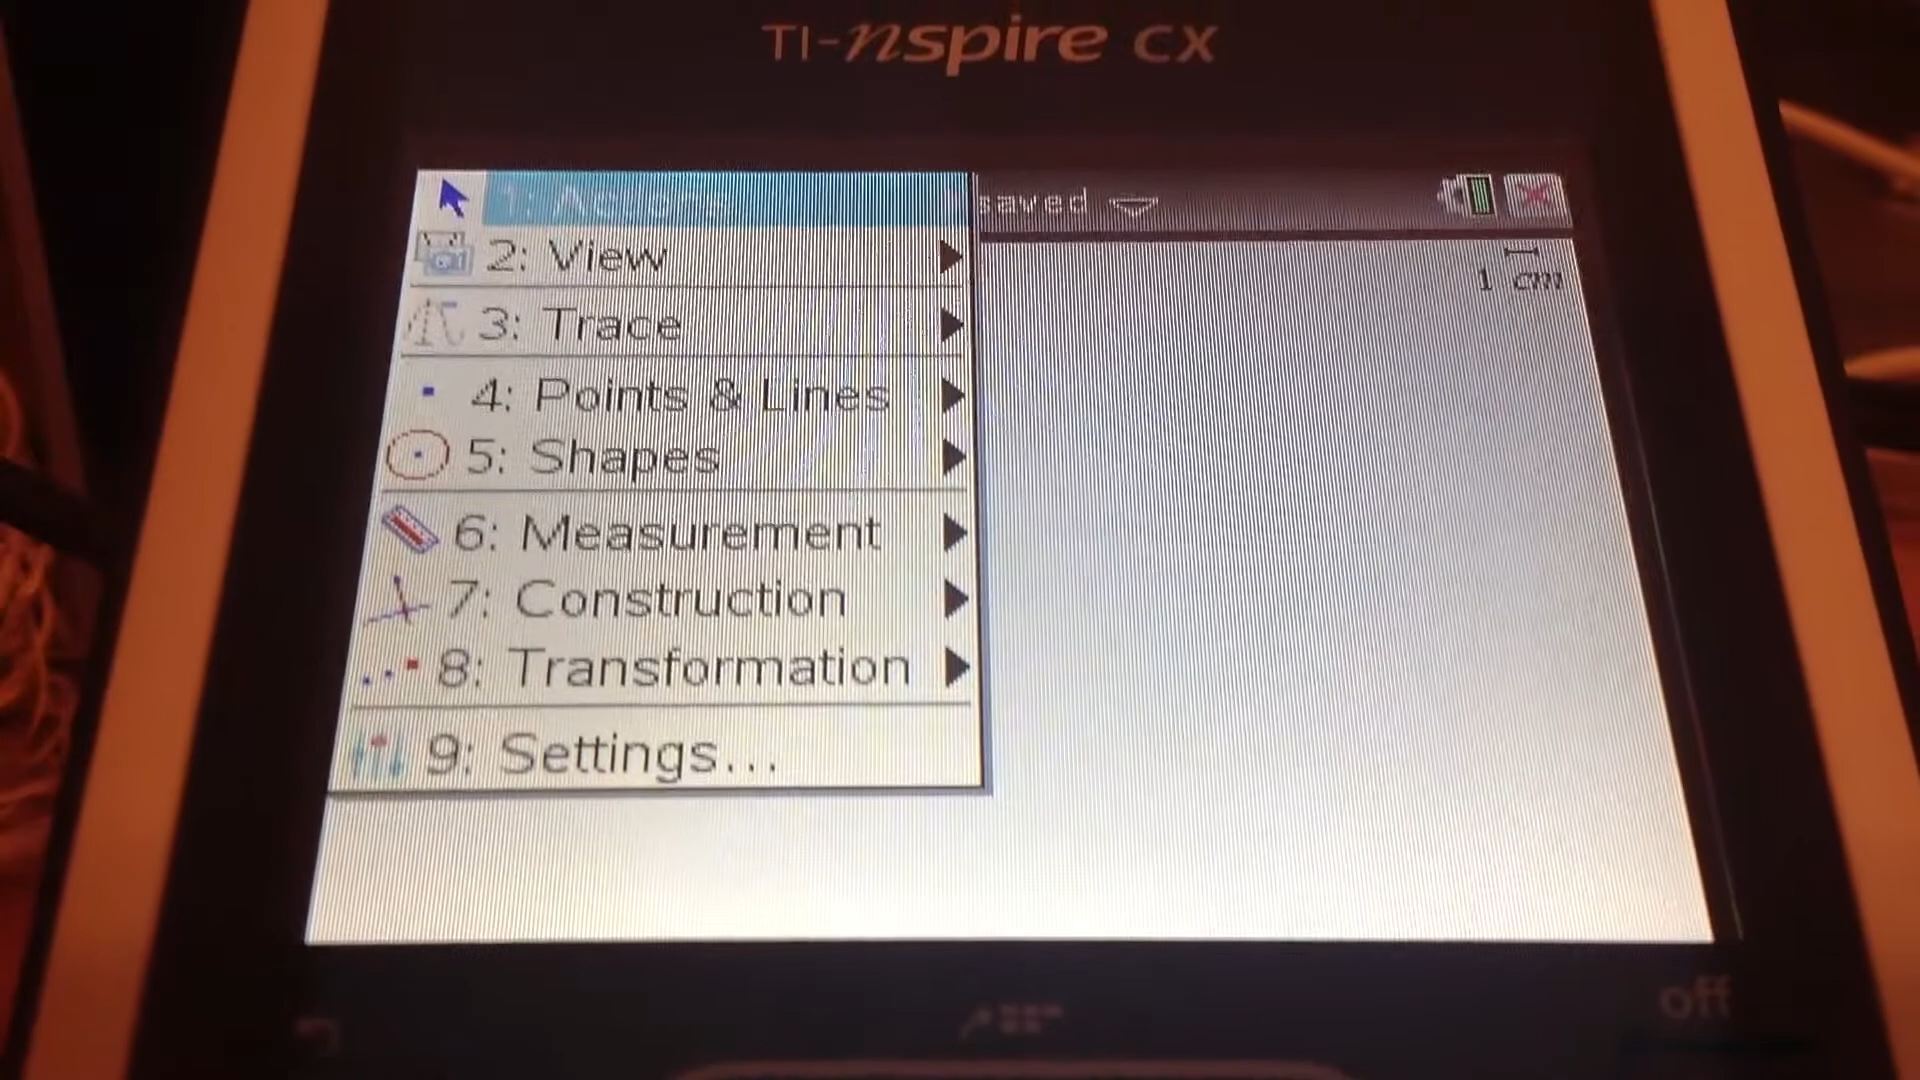 TI-nspire CX
1: Actions
saved
2: View
1 cm
3: Trace
4: Points & Lines
5: Shapes
6: Measurement
7: Construction
8: Transformation
9: Settings...
off